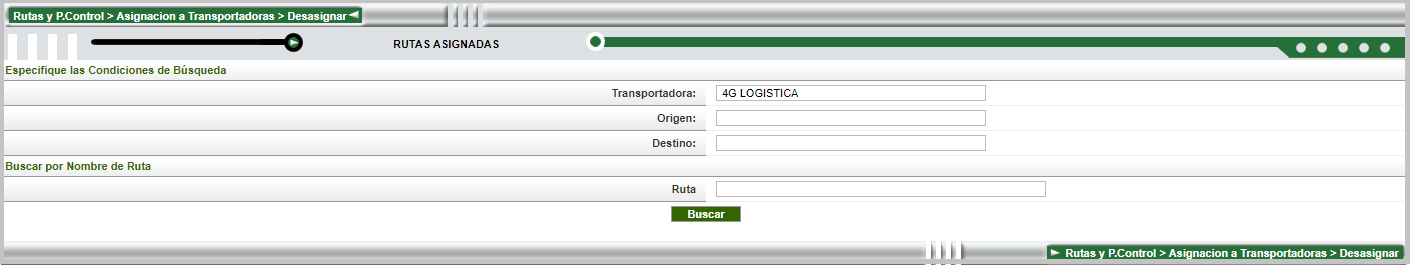 Rutas y P.Control > Asignacion a Transportadoras > Desasignar
RUTAS ASIGNADAS
Especifique las Condiciones de Búsqueda
Transportadora: 4G LOGISTICA
Origen:
Destino:
Buscar por Nombre de Ruta
Ruta
Buscar
Rutas y P.Control > Asignacion a Transportadoras > Desasignar